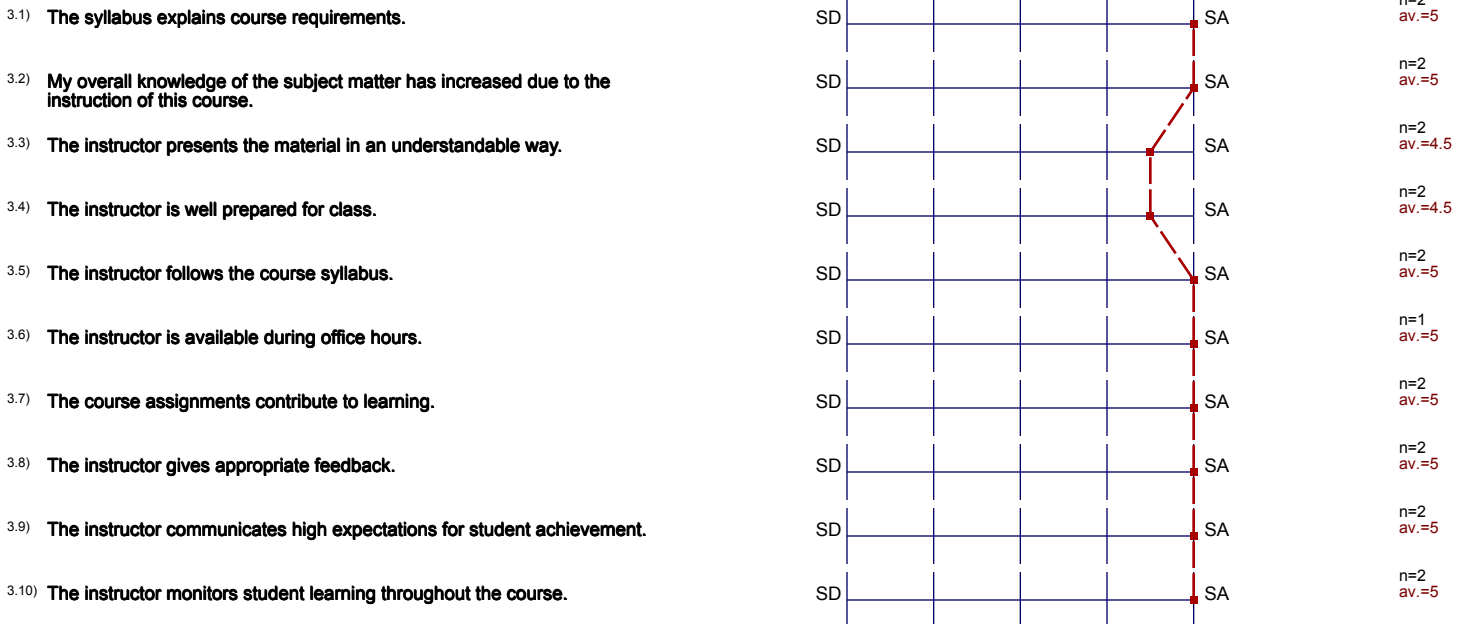 3.1) The syllabus explains course requirements. SD SA n=2
av.=5
3.2) My overall knowledge of the subject matter has increased due to the SD SA n=2
instruction of this course. av.=5
3.3) The instructor presents the material in an understandable way. SD SA n=2
av.=4.5
3.4) The instructor is well prepared for class. SD SA n=2
av.=4.5
3.5) The instructor follows the course syllabus. SD SA n=2
av.=5
3.6) The instructor is available during office hours. SD SA n=1
av.=5
3.7) The course assignments contribute to learning. SD SA n=2
av.=5
3.8) The instructor gives appropriate feedback. SD SA n=2
av.=5
3.9) The instructor communicates high expectations for student achievement. SD SA n=2
av.=5
3.10) The instructor monitors student learning throughout the course. SD SA n=2
av.=5